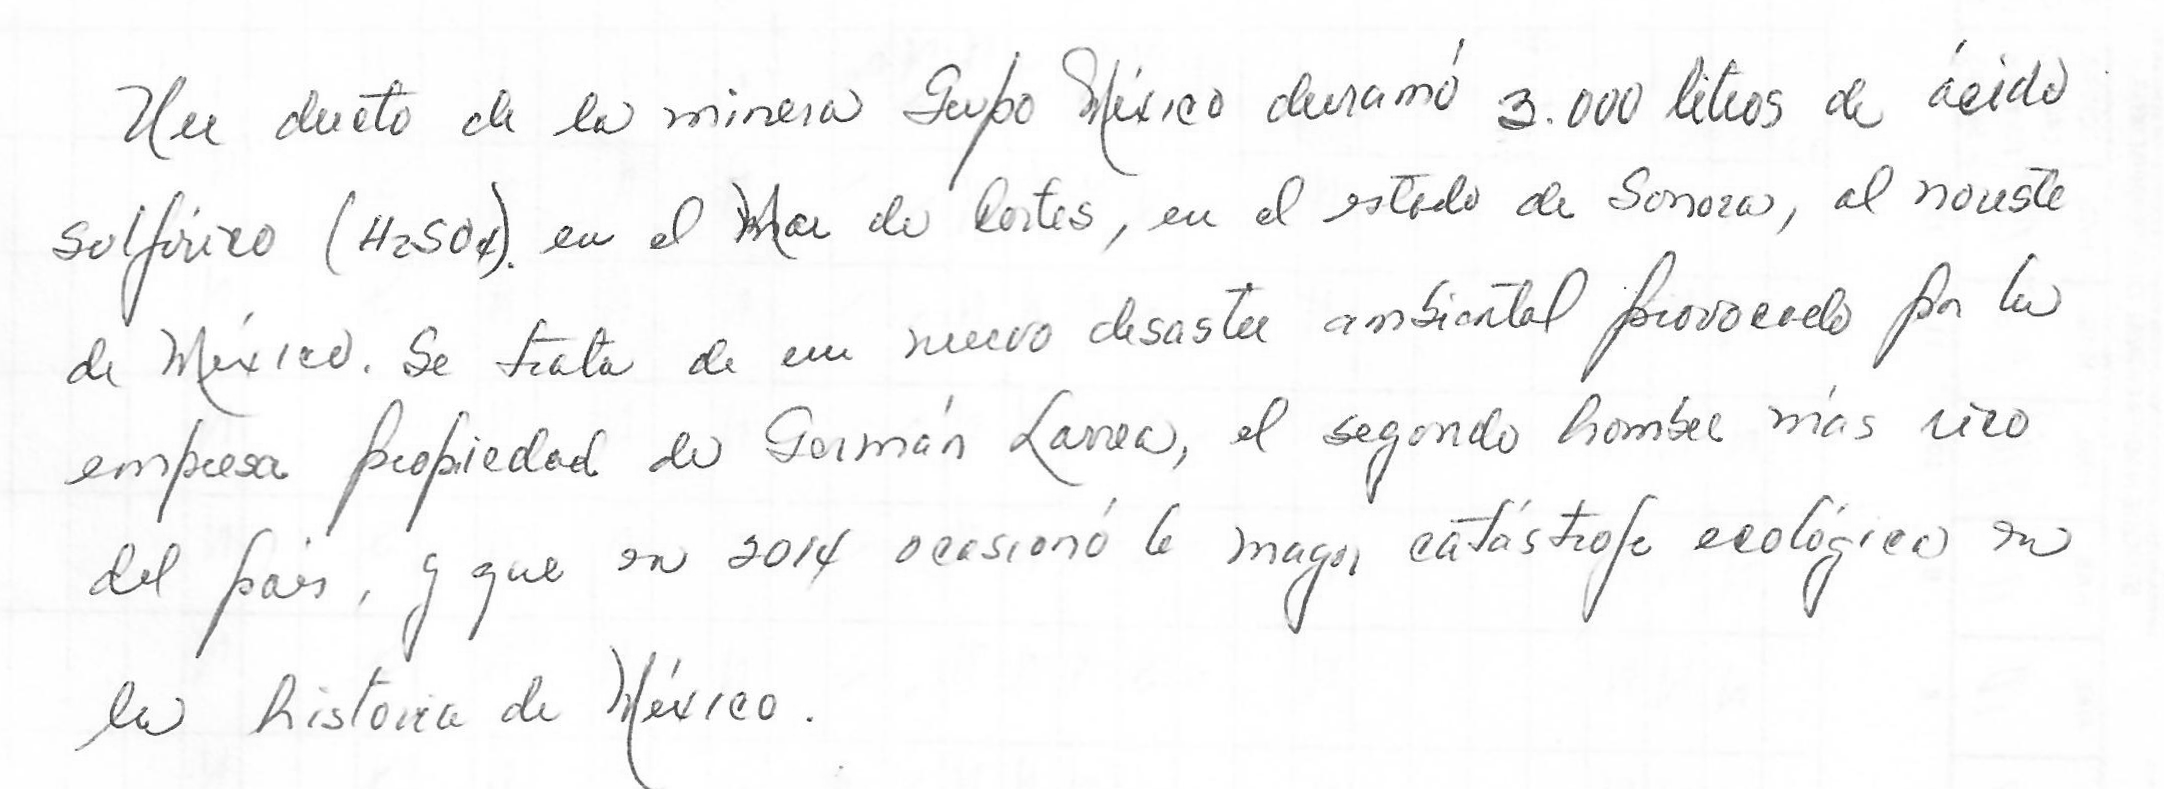 Un ducto de la minera Grupo México derramó 3.000 litros de ácido
sulfúrico (H2SO4). en el Mar de Cortés, en el estado de Sonora, al noreste
de México. Se trata de un nuevo desastre ambiental provocado por la
empresa propiedad de Germán Larrea, el segundo hombre más rico
del país, y que en 2014 ocasionó la mayor catástrofe ecológica en
la historia de México.